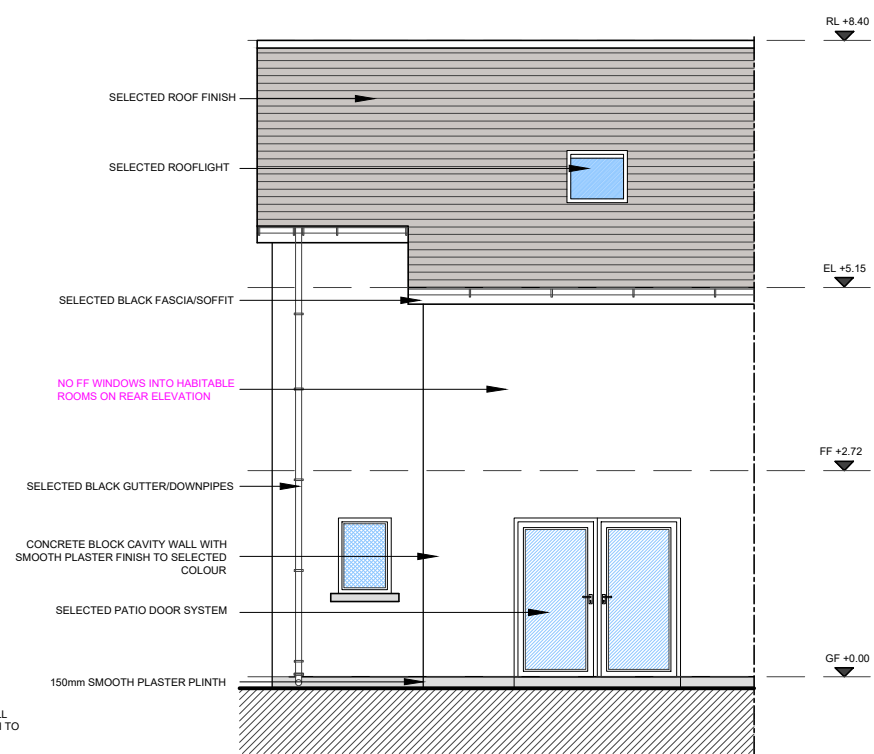 RL +8.40
SELECTED ROOF FINISH
SELECTED ROOFLIGHT
EL +5.15
SELECTED BLACK FASCIA/SOFFIT
NO FF WINDOWS INTO HABITABLE
ROOMS ON REAR ELEVATION
FF +2.72
SELECTED BLACK GUTTER/DOWNPIPES
CONCRETE BLOCK CAVITY WALL WITH
SMOOTH PLASTER FINISH TO SELECTED
COLOUR
SELECTED PATIO DOOR SYSTEM
GF +0.00
150mm SMOOTH PLASTER PLINTH
TO